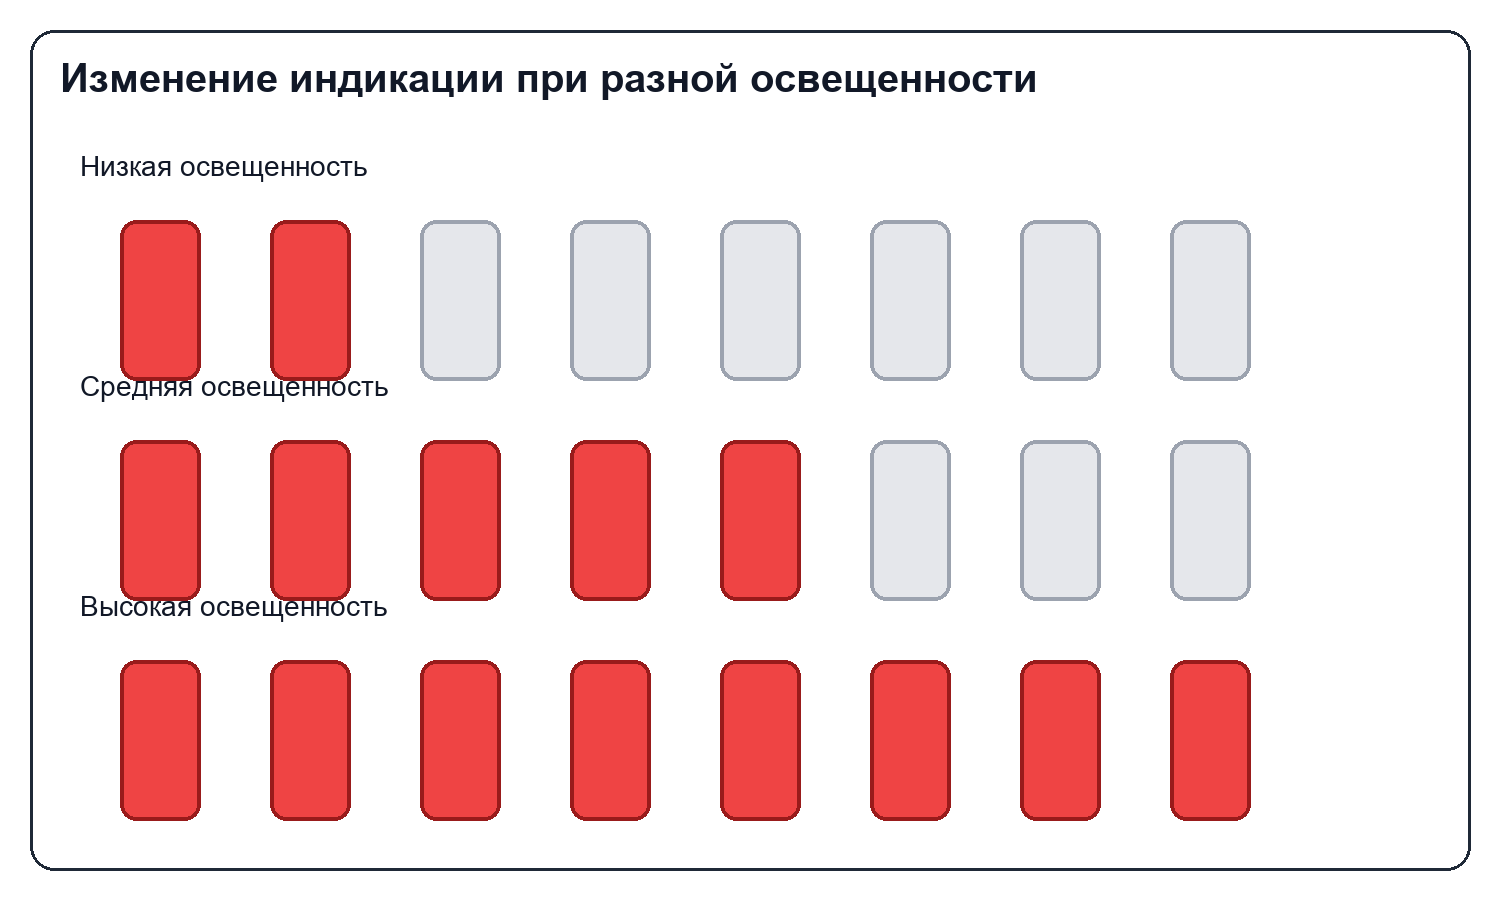 Изменение индикации при разной освещенности
Низкая освещенность
Средняя освещенность
Высокая освещенность